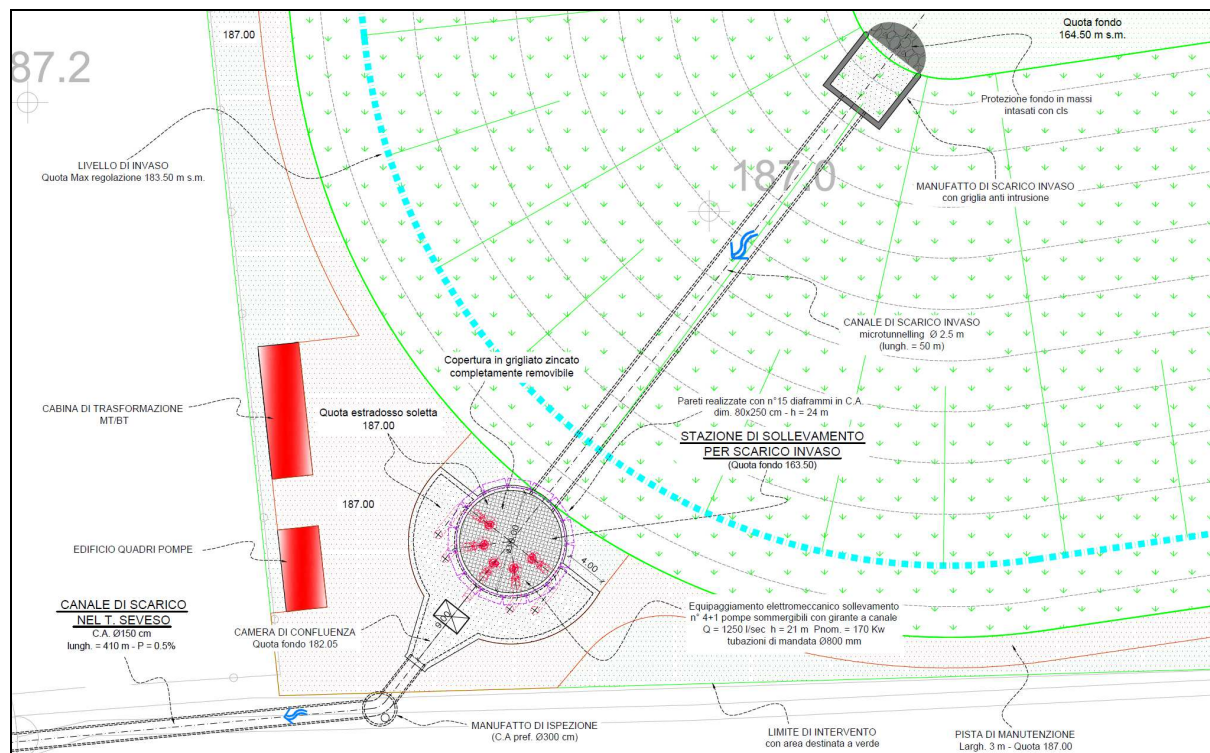 187.00
Quota fondo
164.50 m s.m.
87.2
Protezione fondo in massi
intasati con cls
LIVELLO DI INVASO
Quota Max regolazione 183.50 m s.m.
187.0
MANUFATTO DI SCARICO INVASO
con griglia anti intrusione
CANALE DI SCARICO INVASO
microtunnelling Ø 2.5 m
(lungh. = 50 m)
Copertura in grigliato zincato
completamente removibile
CABINA DI TRASFORMAZIONE
MT/BT
Quota estradosso soletta
187.00
Pareti realizzate con n°15 diaframmi in C.A.
dim. 80x250 cm - h = 24 m
STAZIONE DI SOLLEVAMENTO
PER SCARICO INVASO
(Quota fondo 163.50)
187.00
EDIFICIO QUADRI POMPE
4.00
CANALE DI SCARICO
NEL T. SEVESO
C.A. Ø150 cm
lungh. = 410 m - P = 0.5%
CAMERA DI CONFLUENZA
Quota fondo 182.05
Equipaggiamento elettromeccanico sollevamento
n° 4+1 pompe sommergibili con girante a canale
Q = 1250 l/sec h = 21 m Pnom. = 170 Kw
tubazioni di mandata Ø800 mm
MANUFATTO DI ISPEZIONE
(C.A pref. Ø300 cm)
LIMITE DI INTERVENTO
con area destinata a verde
PISTA DI MANUTENZIONE
Largh. 3 m - Quota 187.00